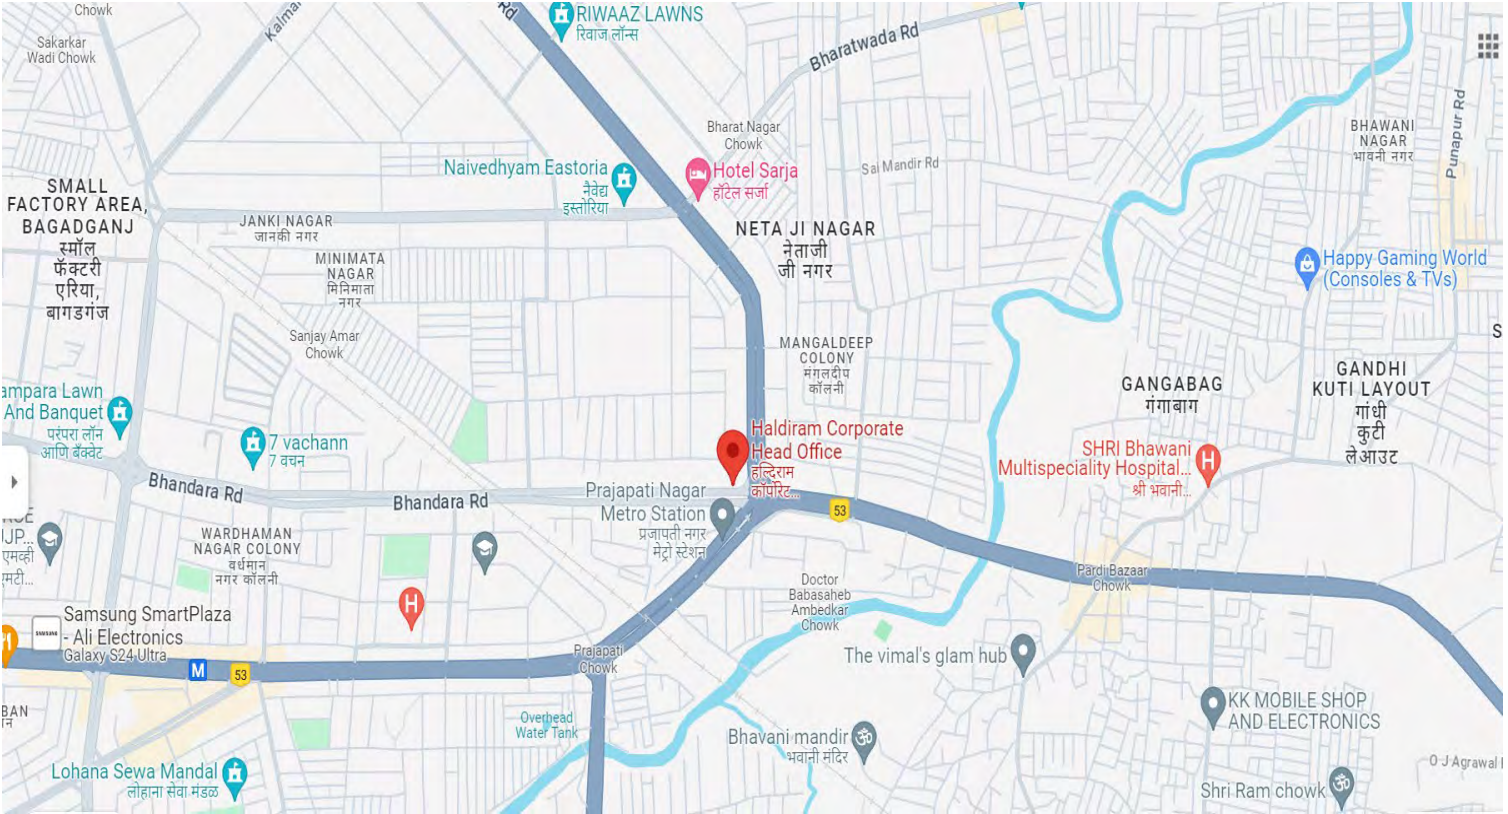 Chowk
Kalmar
Rd
RIWAAZ LAWNS
रिवाज लॉन्स
Bharatwada Rd
Sakarkar
Wadi Chowk
Punapur Rd
Bharat Nagar
Chowk
BHAWANI
NAGAR
भावनी नगर
Naivedhyam Eastoria
नैवेद्य
इस्तोरिया
Hotel Sarja
हॉटेल सर्जा
Sai Mandir Rd
SMALL
FACTORY AREA,
BAGADGANJ
स्मॉल
फॅक्टरी
एरिया,
बागडगंज
JANKI NAGAR
जानकी नगर
NETA JI NAGAR
नेताजी
जी नगर
MINIMATA
NAGAR
मिनिमाता
नगर
Happy Gaming World
(Consoles & TVs)
Sanjay Amar
Chowk
MANGALDEEP
COLONY
मंगलदीप
कॉलनी
S
GANGABAG
गंगाबाग
GANDHI
KUTI LAYOUT
गांधी
कुटी
लेआउट
ampara Lawn
And Banquet
परंपरा लॉन
आणि बँक्वेट
7 vachann
7 वचन
Haldiram Corporate
Head Office
हल्दिराम
कॉर्पोरेट...
SHRI Bhawani
Multispeciality Hospital...
श्री भवानी...
H
Bhandara Rd
Bhandara Rd
Prajapati Nagar
Metro Station
प्रजापती नगर
मेट्रो स्टेशन
53
JP...
एमव्ही
एमटी...
WARDHAMAN
NAGAR COLONY
वर्धमान
नगर कॉलनी
Pardi Bazaar
Chowk
Doctor
Babasaheb
Ambedkar
Chowk
H
SAMSUNG
Samsung SmartPlaza
- Ali Electronics
Galaxy S24 Ultra
M
53
Prajapati
Chowk
The vimal's glam hub
KK MOBILE SHOP
AND ELECTRONICS
BAN
Overhead
Water Tank
Bhavani mandir
भवानी मंदिर
ॐ
Lohana Sewa Mandal
लोहाना सेवा मंडळ
O J Agrawal
Shri Ram chowk
ॐ